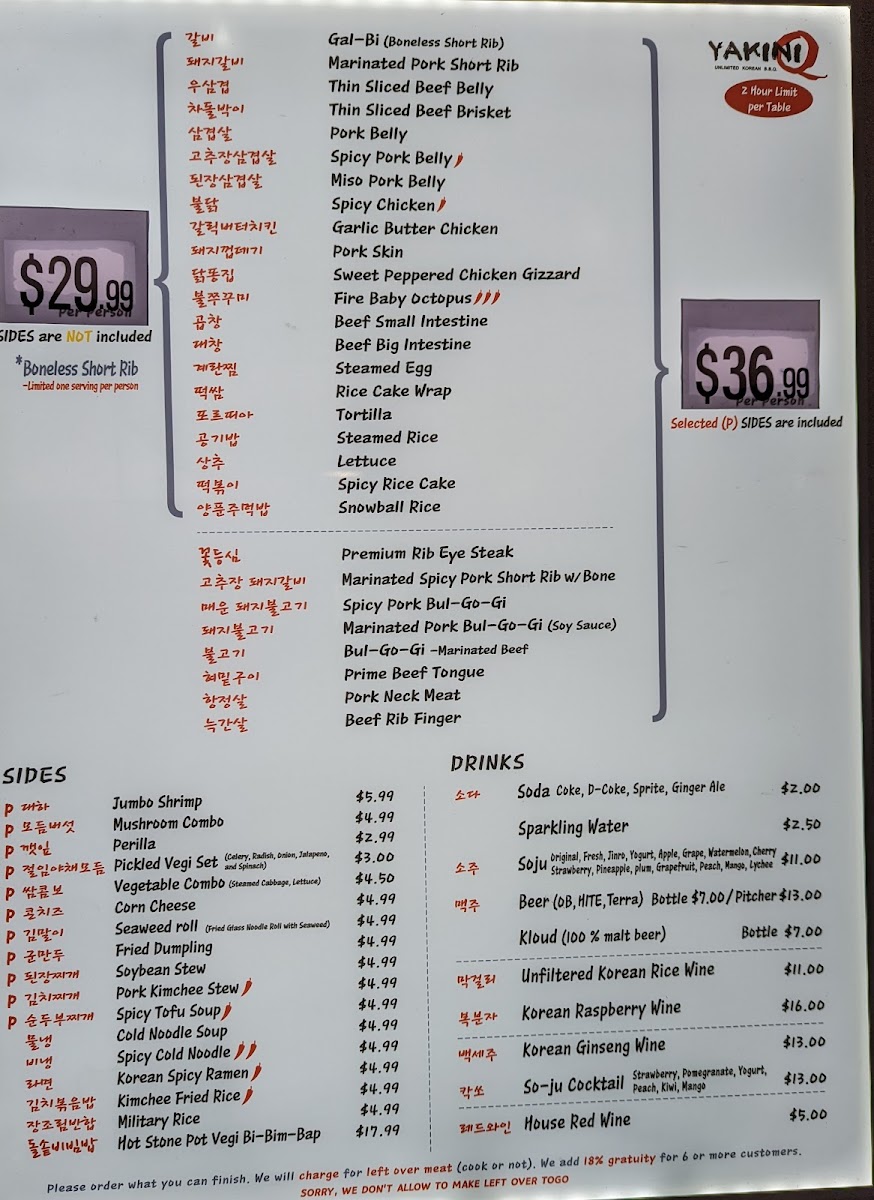 YAKINIQ
UNLIMITED KOREAN B.B.Q.
2 Hour Limit
per Table
갈비 Gal-Bi (Boneless Short Rib)
돼지갈비 Marinated Pork Short Rib
우삼겹 Thin Sliced Beef Belly
차돌박이 Thin Sliced Beef Brisket
삼겹살 Pork Belly
고추장삼겹살 Spicy Pork Belly
된장삼겹살 Miso Pork Belly
불닭 Spicy Chicken
갈릭버터치킨 Garlic Butter Chicken
돼지껍데기 Pork Skin
닭똥집 Sweet Peppered Chicken Gizzard
불쭈꾸미 Fire Baby Octopus
곱창 Beef Small Intestine
대창 Beef Big Intestine
계란찜 Steamed Egg
떡쌈 Rice Cake Wrap
또르띠아 Tortilla
공기밥 Steamed Rice
상추 Lettuce
떡볶이 Spicy Rice Cake
양푼주먹밥 Snowball Rice
$29.99
Per Person
SIDES are NOT included
*Boneless Short Rib
-Limited one serving per person
꽃등심 Premium Rib Eye Steak
고추장 돼지갈비 Marinated Spicy Pork Short Rib w/Bone
매운 돼지불고기 Spicy Pork Bul-Go-Gi
돼지불고기 Marinated Pork Bul-Go-Gi (Soy Sauce)
불고기 Bul-Go-Gi -Marinated Beef
혀밑구이 Prime Beef Tongue
항정살 Pork Neck Meat
늑간살 Beef Rib Finger
$36.99
Per Person
Selected (P) SIDES are included
SIDES
P 대하 Jumbo Shrimp $5.99
P 모듬버섯 Mushroom Combo $4.99
P 깻잎 Perilla $2.99
P 절임야채모듬 Pickled Vegi Set (Celery, Radish, Onion, Jalapeno, and Spinach) $3.00
P 쌈콤보 Vegetable Combo (Steamed Cabbage, Lettuce) $4.50
P 콘치즈 Corn Cheese $4.99
P 김말이 Seaweed roll (Fried Glass Noodle Roll with Seaweed) $4.99
P 군만두 Fried Dumpling $4.99
P 된장찌개 Soybean Stew $4.99
P 김치찌개 Pork Kimchee Stew $4.99
P 순두부찌개 Spicy Tofu Soup $4.99
물냉 Cold Noodle Soup $4.99
비냉 Spicy Cold Noodle $4.99
라면 Korean Spicy Ramen $4.99
김치볶음밥 Kimchee Fried Rice $4.99
장조림반합 Military Rice $4.99
돌솥비빔밥 Hot Stone Pot Vegi Bi-Bim-Bap $17.99
DRINKS
소다 Soda Coke, D-Coke, Sprite, Ginger Ale $2.00
Sparkling Water $2.50
소주 Soju Original, Fresh, Jinro, Yogurt, Apple, Grape, Watermelon, Cherry $11.00
Strawberry, Pineapple, plum, Grapefruit, Peach, Mango, Lychee
맥주 Beer (OB, HITE, Terra) Bottle $7.00/Pitcher $13.00
Kloud (100 % malt beer) Bottle $7.00
막걸리 Unfiltered Korean Rice Wine $11.00
복분자 Korean Raspberry Wine $16.00
백세주 Korean Ginseng Wine $13.00
칵쏘 So-ju Cocktail Strawberry, Pomegranate, Yogurt, $13.00
Peach, Kiwi, Mango
레드와인 House Red Wine $5.00
Please order what you can finish. We will charge for left over meat (cook or not). We add 18% gratuity for 6 or more customers.
SORRY, WE DON'T ALLOW TO MAKE LEFT OVER TOGO